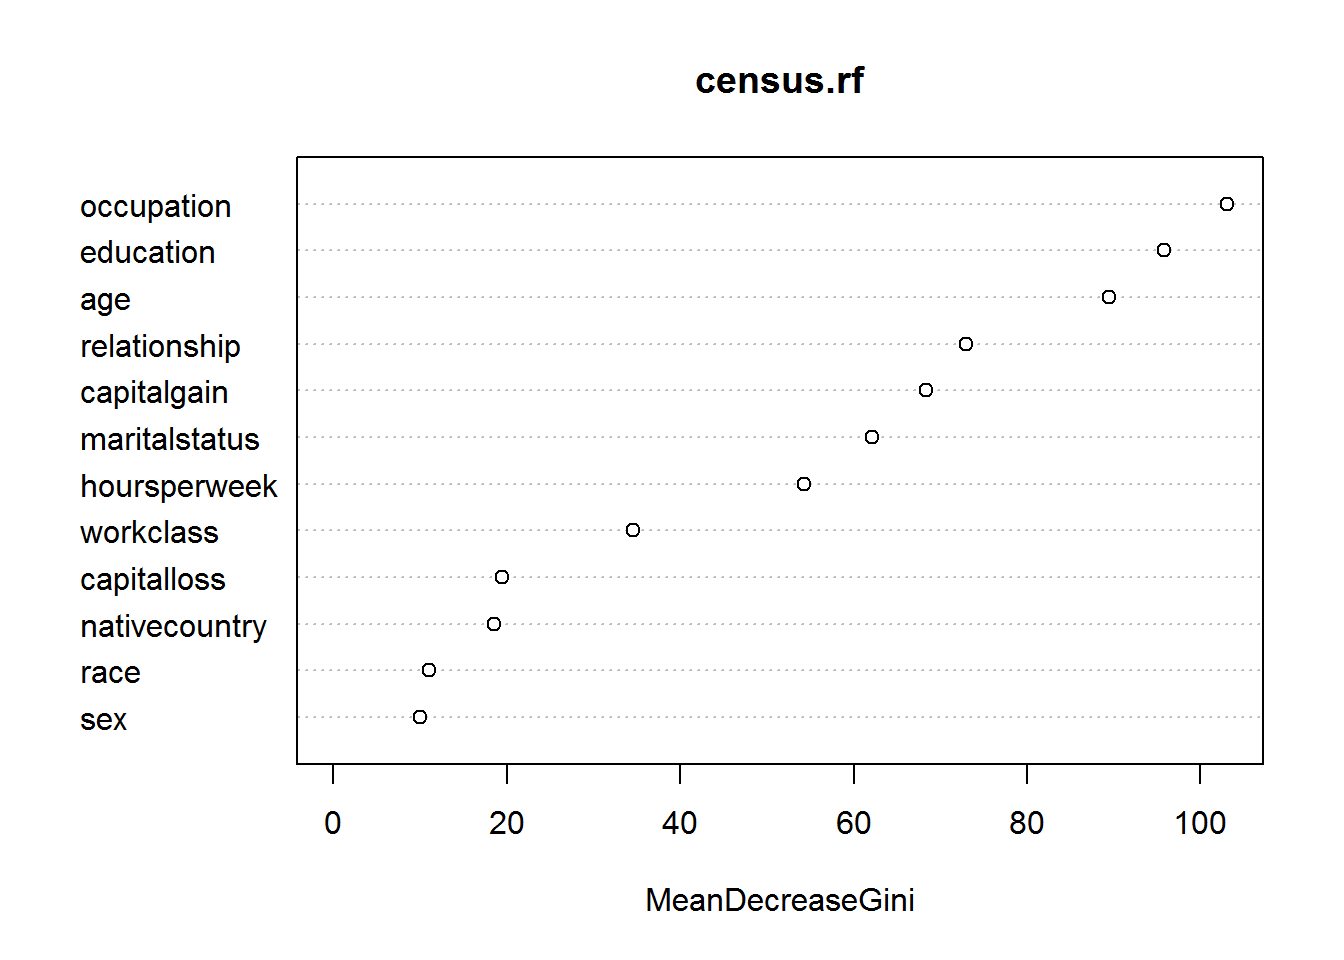 census.rf
occupation
education
age
relationship
capitalgain
maritalstatus
hoursperweek
workclass
capitalloss
nativecountry
race
sex
0 20 40 60 80 100
MeanDecreaseGini